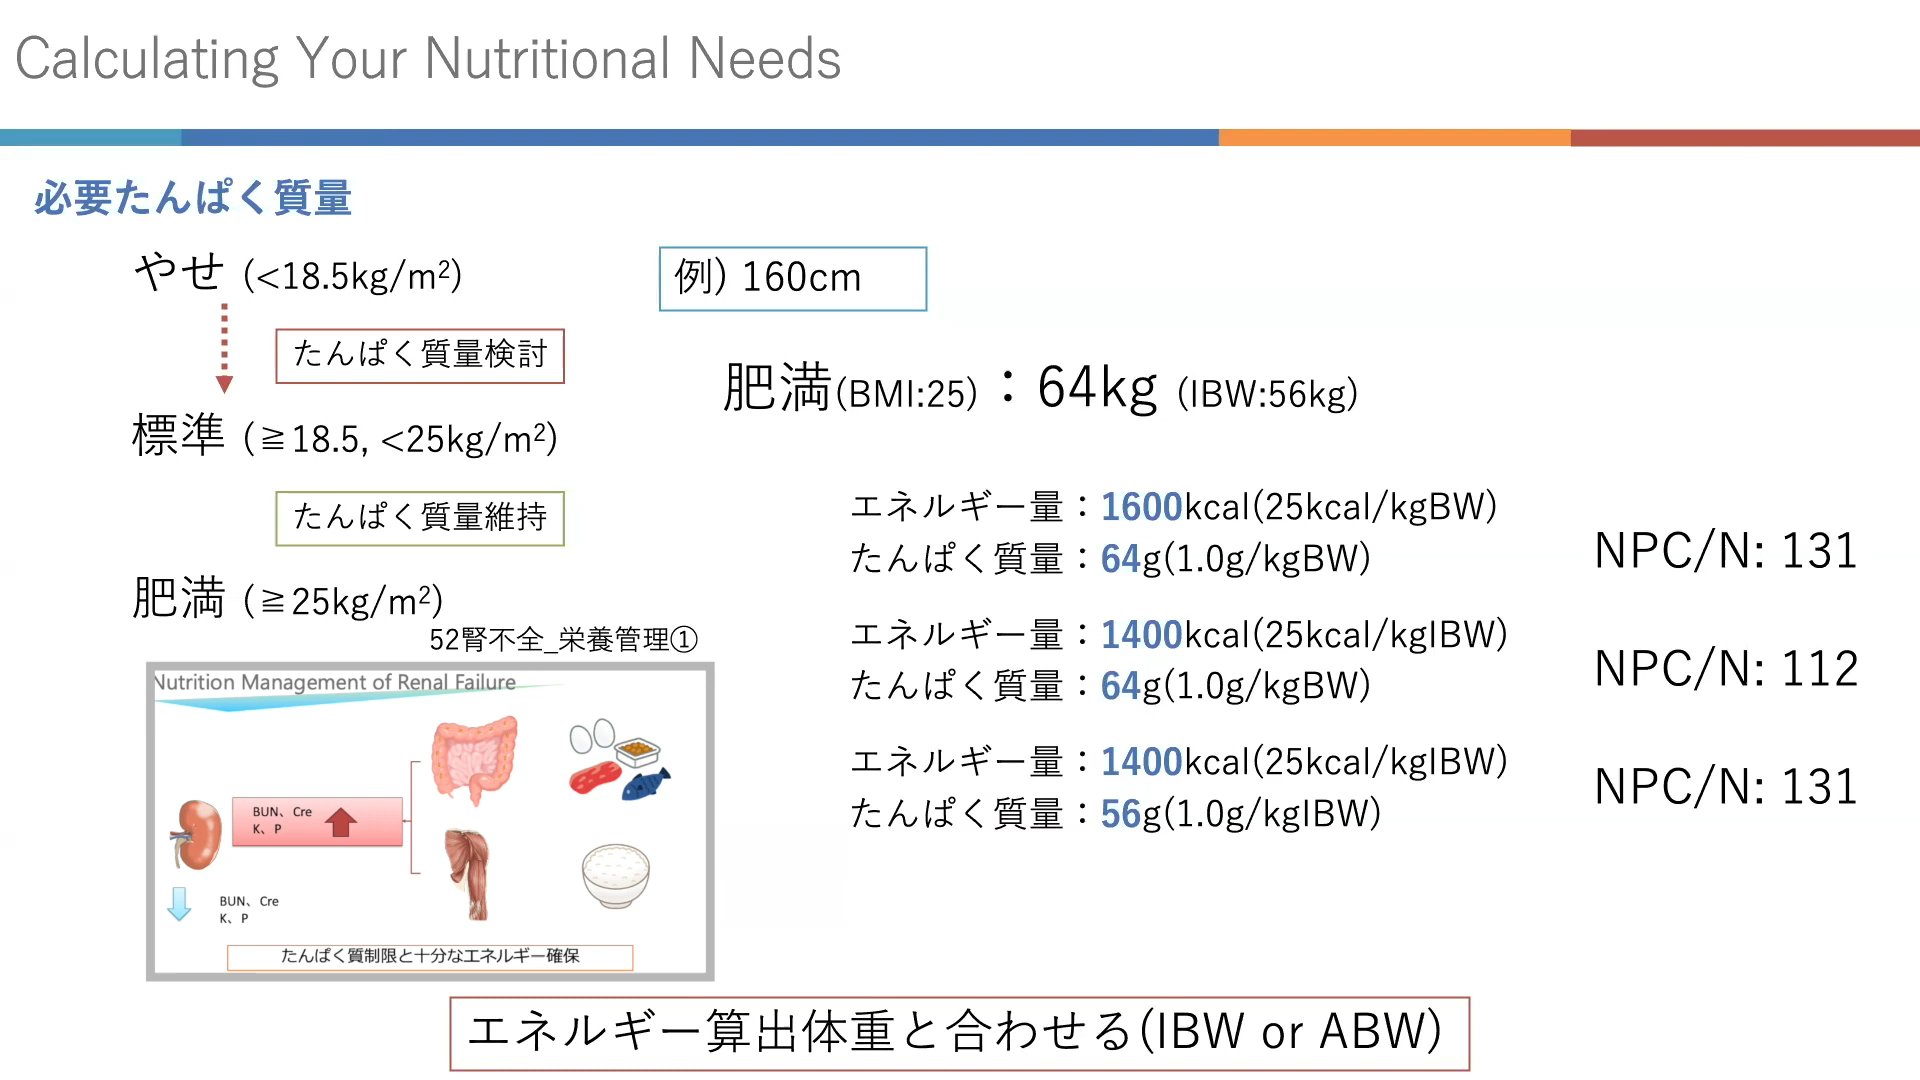 Calculating Your Nutritional Needs
必要たんぱく質量
やせ (<18.5kg/m²)
たんぱく質量検討
標準 (≧18.5, <25kg/m²)
たんぱく質量維持
肥満 (≧25kg/m²)
52腎不全_栄養管理①
Nutrition Management of Renal Failure
BUN、Cre
K、P
BUN、Cre
K、P
たんぱく質制限と十分なエネルギー確保
例) 160cm
肥満(BMI:25)：64kg (IBW:56kg)
エネルギー量：1600kcal(25kcal/kgBW)
たんぱく質量：64g(1.0g/kgBW)
NPC/N: 131
エネルギー量：1400kcal(25kcal/kgIBW)
たんぱく質量：64g(1.0g/kgBW)
NPC/N: 112
エネルギー量：1400kcal(25kcal/kgIBW)
たんぱく質量：56g(1.0g/kgIBW)
NPC/N: 131
エネルギー算出体重と合わせる(IBW or ABW)